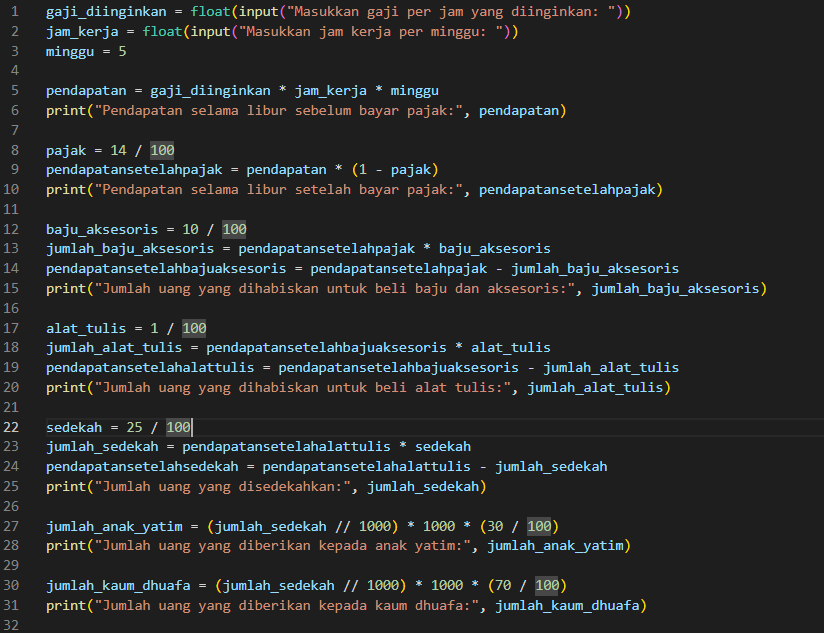 1 gaji_diinginkan = float(input("Masukkan gaji per jam yang diinginkan: "))
2 jam_kerja = float(input("Masukkan jam kerja per minggu: "))
3 minggu = 5
4
5 pendapatan = gaji_diinginkan * jam_kerja * minggu
6 print("Pendapatan selama libur sebelum bayar pajak:", pendapatan)
7
8 pajak = 14 / 100
9 pendapatansetelahpajak = pendapatan * (1 - pajak)
10 print("Pendapatan selama libur setelah bayar pajak:", pendapatansetelahpajak)
11
12 baju_aksesoris = 10 / 100
13 jumlah_baju_aksesoris = pendapatansetelahpajak * baju_aksesoris
14 pendapatansetelahbajuaksesoris = pendapatansetelahpajak - jumlah_baju_aksesoris
15 print("Jumlah uang yang dihabiskan untuk beli baju dan aksesoris:", jumlah_baju_aksesoris)
16
17 alat_tulis = 1 / 100
18 jumlah_alat_tulis = pendapatansetelahbajuaksesoris * alat_tulis
19 pendapatansetelahalattulis = pendapatansetelahbajuaksesoris - jumlah_alat_tulis
20 print("Jumlah uang yang dihabiskan untuk beli alat tulis:", jumlah_alat_tulis)
21
22 sedekah = 25 / 100
23 jumlah_sedekah = pendapatansetelahalattulis * sedekah
24 pendapatansetelahsedekah = pendapatansetelahalattulis - jumlah_sedekah
25 print("Jumlah uang yang disedekahkan:", jumlah_sedekah)
26
27 jumlah_anak_yatim = (jumlah_sedekah // 1000) * 1000 * (30 / 100)
28 print("Jumlah uang yang diberikan kepada anak yatim:", jumlah_anak_yatim)
29
30 jumlah_kaum_dhuafa = (jumlah_sedekah // 1000) * 1000 * (70 / 100)
31 print("Jumlah uang yang diberikan kepada kaum dhuafa:", jumlah_kaum_dhuafa)
32